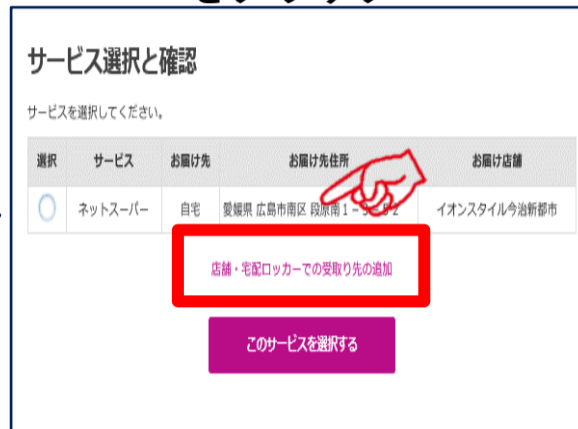 サービス選択と確認
サービスを選択してください。
選択 サービス お届け先 お届け先住所 お届け店舗
ネットスーパー 自宅 愛媛県 広島市南区 段原南1－ イオンスタイル今治新都市
店舗・宅配ロッカーでの受取り先の追加
このサービスを選択する